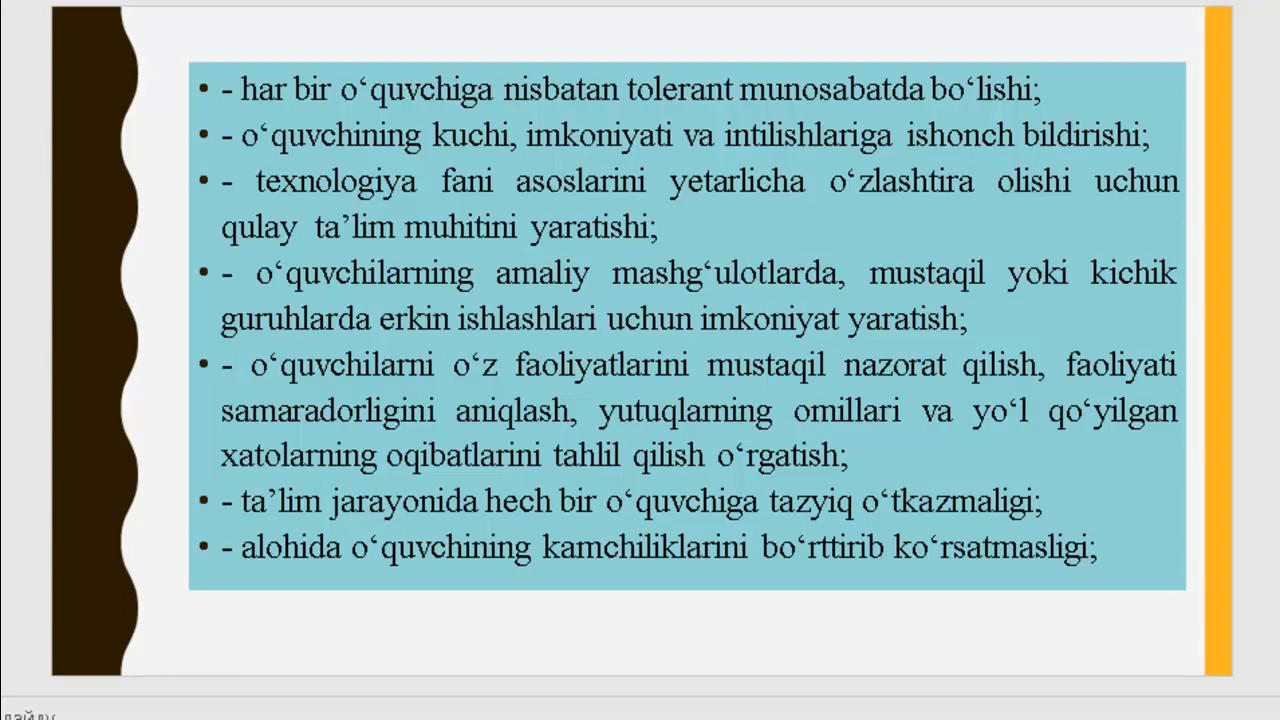 • - har bir o‘quvchiga nisbatan tolerant munosabatda bo‘lishi;
• - o‘quvchining kuchi, imkoniyati va intilishlariga ishonch bildirishi;
• - texnologiya fani asoslarini yetarlicha o‘zlashtira olishi uchun
qulay ta’lim muhitini yaratishi;
• - o‘quvchilarning amaliy mashg‘ulotlarda, mustaqil yoki kichik
guruhlarda erkin ishlashlari uchun imkoniyat yaratish;
• - o‘quvchilarni o‘z faoliyatlarini mustaqil nazorat qilish, faoliyati
samaradorligini aniqlash, yutuqlarning omillari va yo‘l qo‘yilgan
xatolarning oqibatlarini tahlil qilish o‘rgatish;
• - ta’lim jarayonida hech bir o‘quvchiga tazyiq o‘tkazmaligi;
• - alohida o‘quvchining kamchiliklarini bo‘rttirib ko‘rsatmasligi;